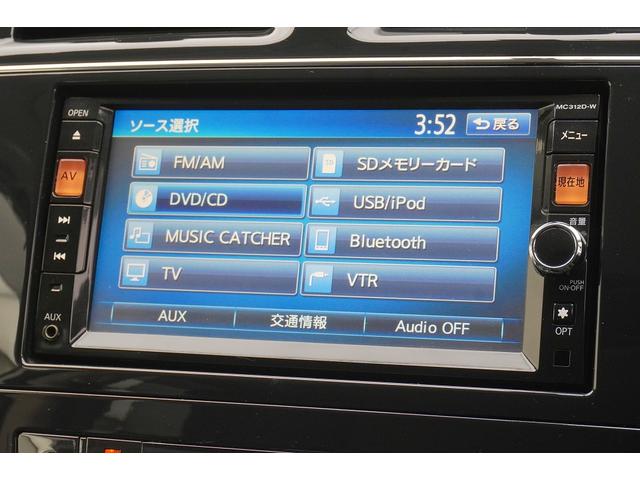 MC312D-W
OPEN
ソース選択
3:52
戻る
メニュー
AV
FM/AM
SDメモリーカード
現在地
DVD/CD
USB/iPod
音量
MUSIC CATCHER
Bluetooth
TV
VTR
PUSH
ON·OFF
AUX
AUX
交通情報
Audio OFF
OPT